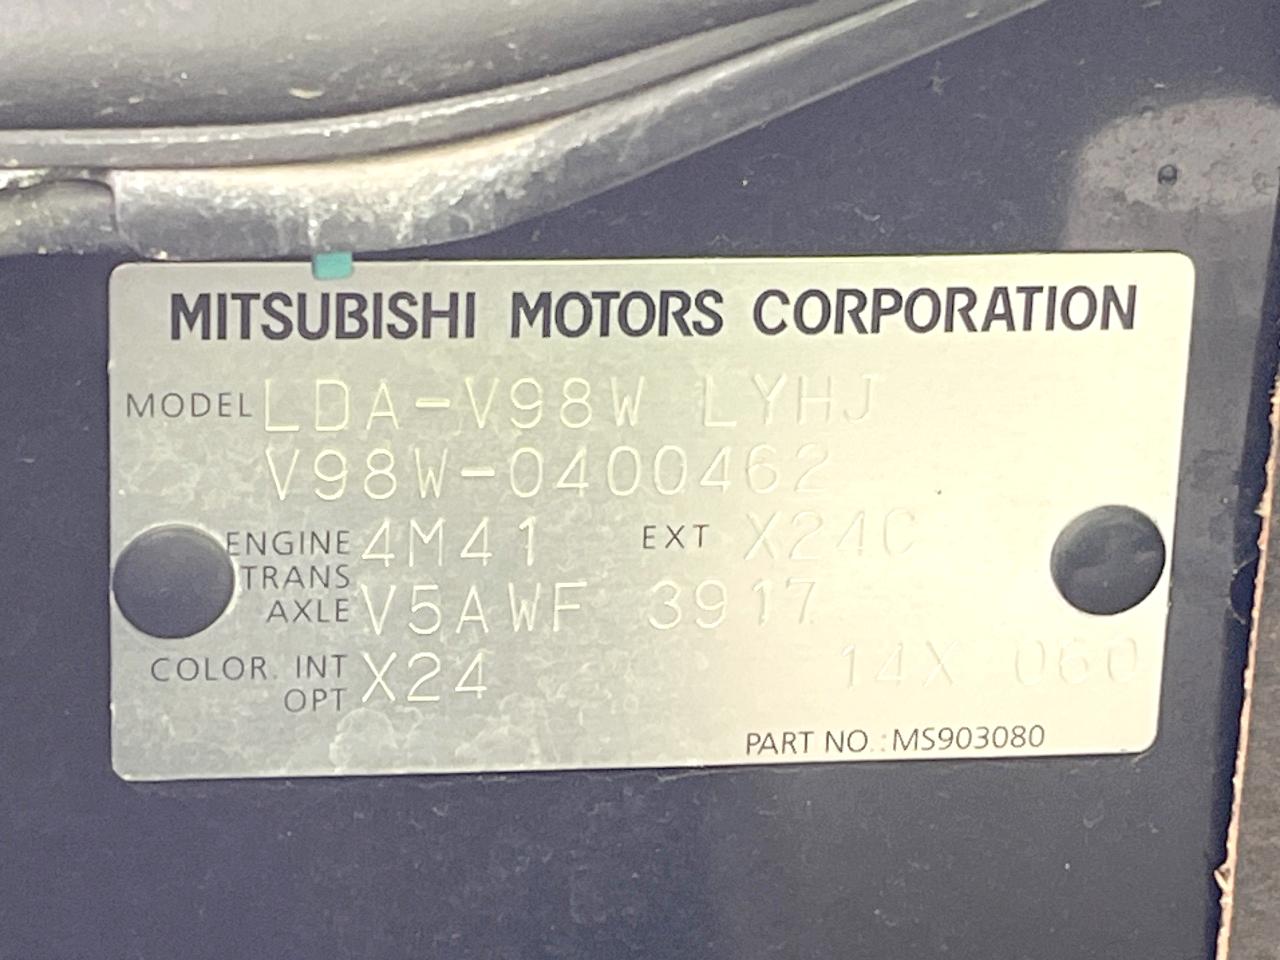 MITSUBISHI MOTORS CORPORATION
MODEL LDA-V98W LYHJ
V98W-0400462
ENGINE 4M41 EXT X24C
TRANS
AXLE V5AWF 3917
COLOR. INT X24 14X 060
OPT
PART NO.:MS903080